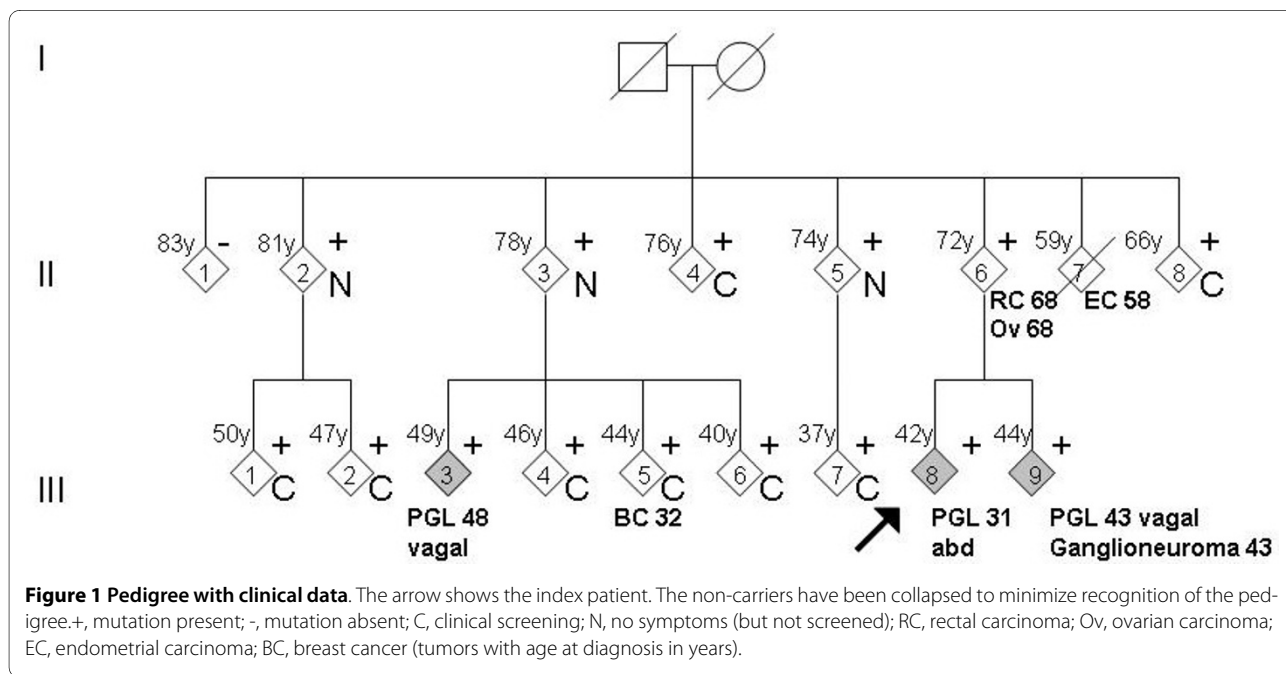 I
83y - 81y + 78y + 76y + 74y + 72y + 59y 66y +
II 1 2 N 3 N 4 C 5 N 6 7 8 C
RC 68 EC 58
Ov 68
50y + 47y + 49y + 46y + 44y + 40y + 37y + 42y + 44y +
III 1 C 2 C 3 4 C 5 C 6 C 7 C 8 9
PGL 48 BC 32 PGL 31 PGL 43 vagal
vagal abd Ganglioneuroma 43
Figure 1 Pedigree with clinical data. The arrow shows the index patient. The non-carriers have been collapsed to minimize recognition of the ped-
igree.+, mutation present; -, mutation absent; C, clinical screening; N, no symptoms (but not screened); RC, rectal carcinoma; Ov, ovarian carcinoma;
EC, endometrial carcinoma; BC, breast cancer (tumors with age at diagnosis in years).